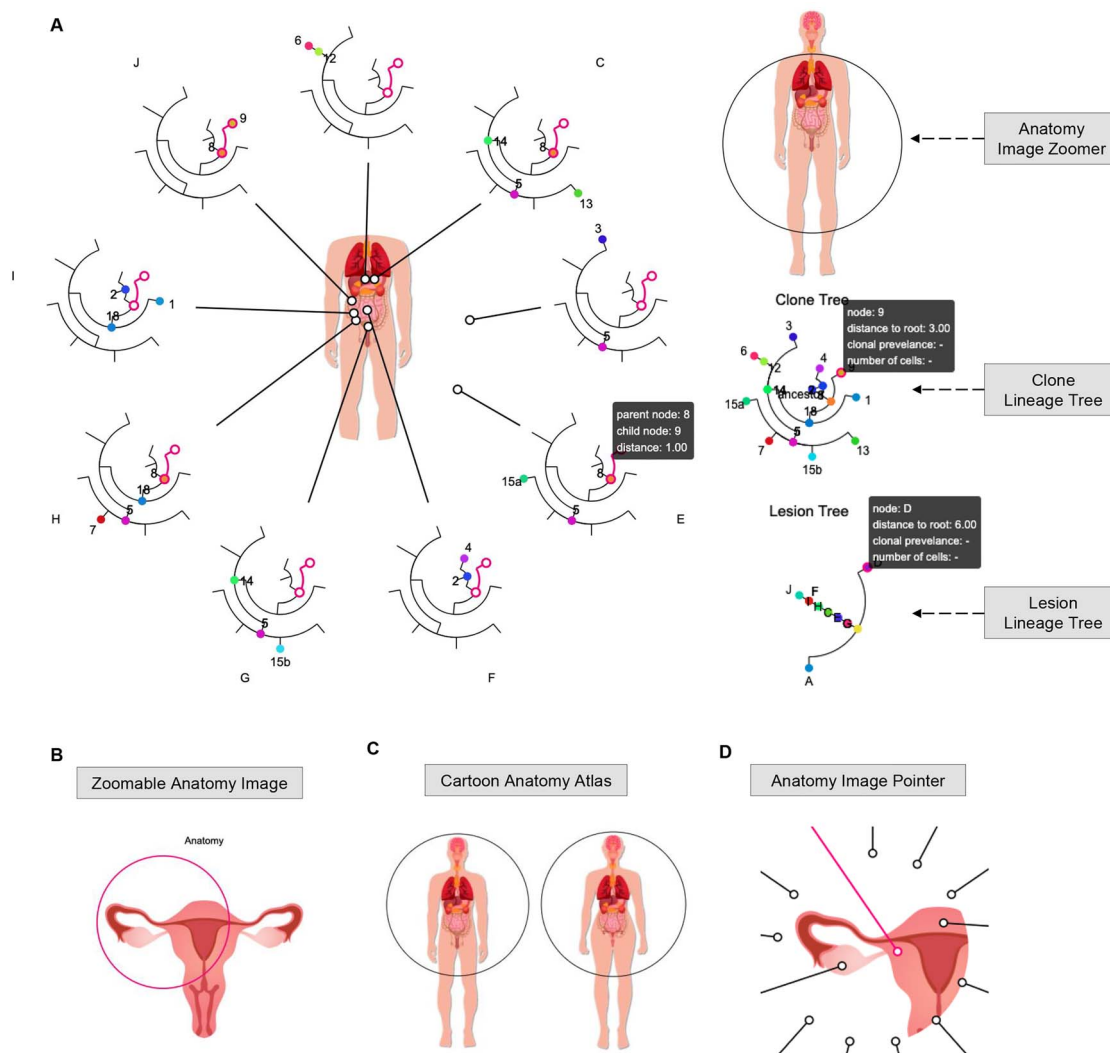 A
J
6
12
C
9
8
14
8
5
13
I
2
18
1
3
5
H
8
18
5
7
parent node: 8
child node: 9
distance: 1.00
8
15a
5
E
14
5
15b
G
4
2
F
Anatomy
Image Zoomer
Clone Tree
node: 9
distance to root: 3.00
clonal prevelance: -
number of cells: -
3
6
12
4
9
14
ancestor
8
15a
18
1
5
7
13
15b
Clone
Lineage Tree
Lesion Tree
node: D
distance to root: 6.00
clonal prevelance: -
number of cells: -
D
J
F
H
C
E
G
A
Lesion
Lineage Tree
B
Zoomable Anatomy Image
Anatomy
C
Cartoon Anatomy Atlas
D
Anatomy Image Pointer